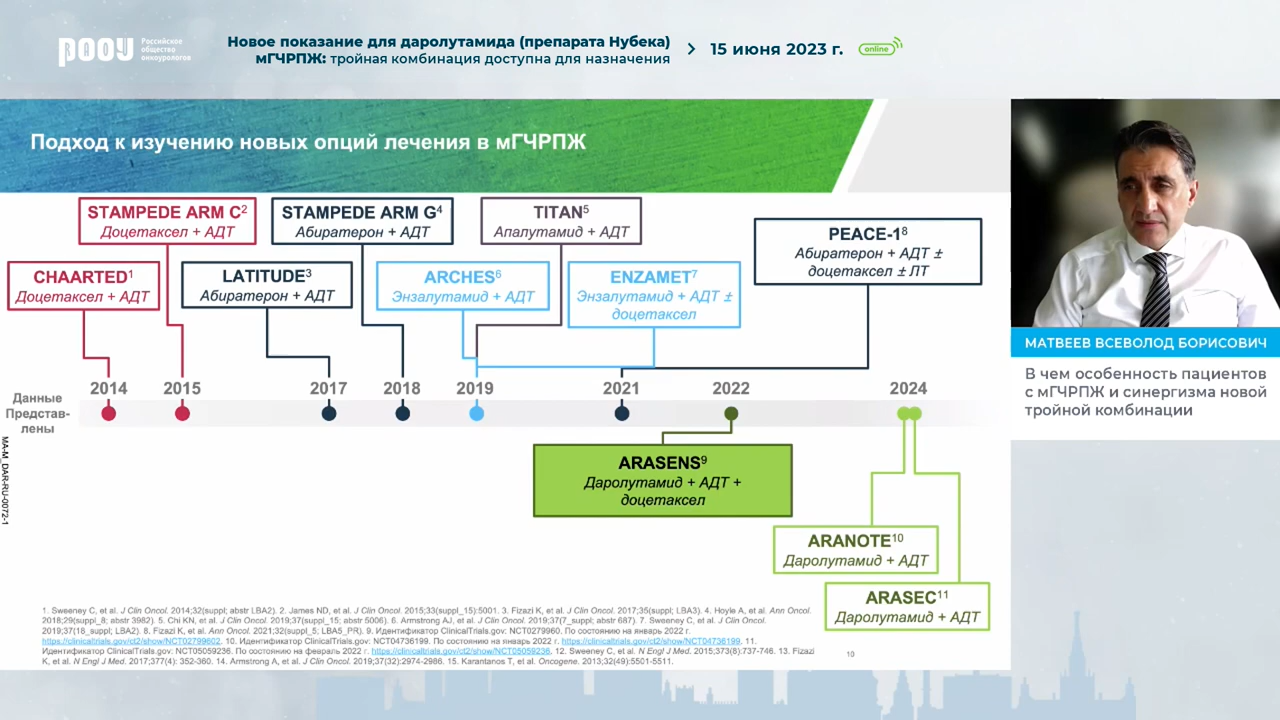 РАОУ
Российское
общество
онкоурологов
Новое показание для даролутамида (препарата Нубека)
мГЧРПЖ: тройная комбинация доступна для назначения
15 июня 2023 г.
online
Подход к изучению новых опций лечения в мГЧРПЖ
STAMPEDE ARM C2
Доцетаксел + АДТ
STAMPEDE ARM G4
Абиратерон + АДТ
TITAN5
Апалутамид + АДТ
PEACE-18
Абиратерон + АДТ ±
доцетаксел ± ЛТ
CHAARTED1
Доцетаксел + АДТ
LATITUDE3
Абиратерон + АДТ
ARCHES6
Энзалутамид + АДТ
ENZAMET7
Энзалутамид + АДТ ±
доцетаксел
Данные
Представ-
лены
2014
2015
2017
2018
2019
2021
2022
2024
ARASENS9
Даролутамид + АДТ +
доцетаксел
ARANOTE10
Даролутамид + АДТ
ARASEC11
Даролутамид + АДТ
MA-M_DAR-RU-0072-1
1. Sweeney C, et al. J Clin Oncol. 2014;32(suppl; abstr LBA2). 2. James ND, et al. J Clin Oncol. 2015;33(suppl_15):5001. 3. Fizazi K, et al. J Clin Oncol. 2017;35(suppl; LBA3). 4. Hoyle A, et al. Ann Oncol.
2018;29(suppl_8; abstr 3982). 5. Chi KN, et al. J Clin Oncol. 2019;37(suppl_15; abstr 5006). 6. Armstrong AJ, et al. J Clin Oncol. 2019;37(7_suppl; abstr 687). 7. Sweeney C, et al. J Clin Oncol.
2019;37(18_suppl; LBA2). 8. Fizazi K, et al. Ann Oncol. 2021;32(suppl_5; LBA5_PR). 9. Идентификатор ClinicalTrials.gov: NCT0279960. По состоянию на январь 2022 г.
https://clinicaltrials.gov/ct2/show/NCT02799602. 10. Идентификатор ClinicalTrials.gov: NCT04736199. По состоянию на январь 2022 г. https://clinicaltrials.gov/ct2/show/NCT04736199. 11.
Идентификатор ClinicalTrials.gov: NCT05059236. По состоянию на февраль 2022 г. https://clinicaltrials.gov/ct2/show/NCT05059236. 12. Sweeney C, et al. N Engl J Med. 2015;373(8):737-746. 13. Fizazi
K, et al. N Engl J Med. 2017;377(4): 352-360. 14. Armstrong A, et al. J Clin Oncol. 2019;37(32):2974-2986. 15. Karantanos T, et al. Oncogene. 2013;32(49):5501-5511.
10
МАТВЕЕВ ВСЕВОЛОД БОРИСОВИЧ
В чем особенность пациентов
с мГЧРПЖ и синергизма новой
тройной комбинации